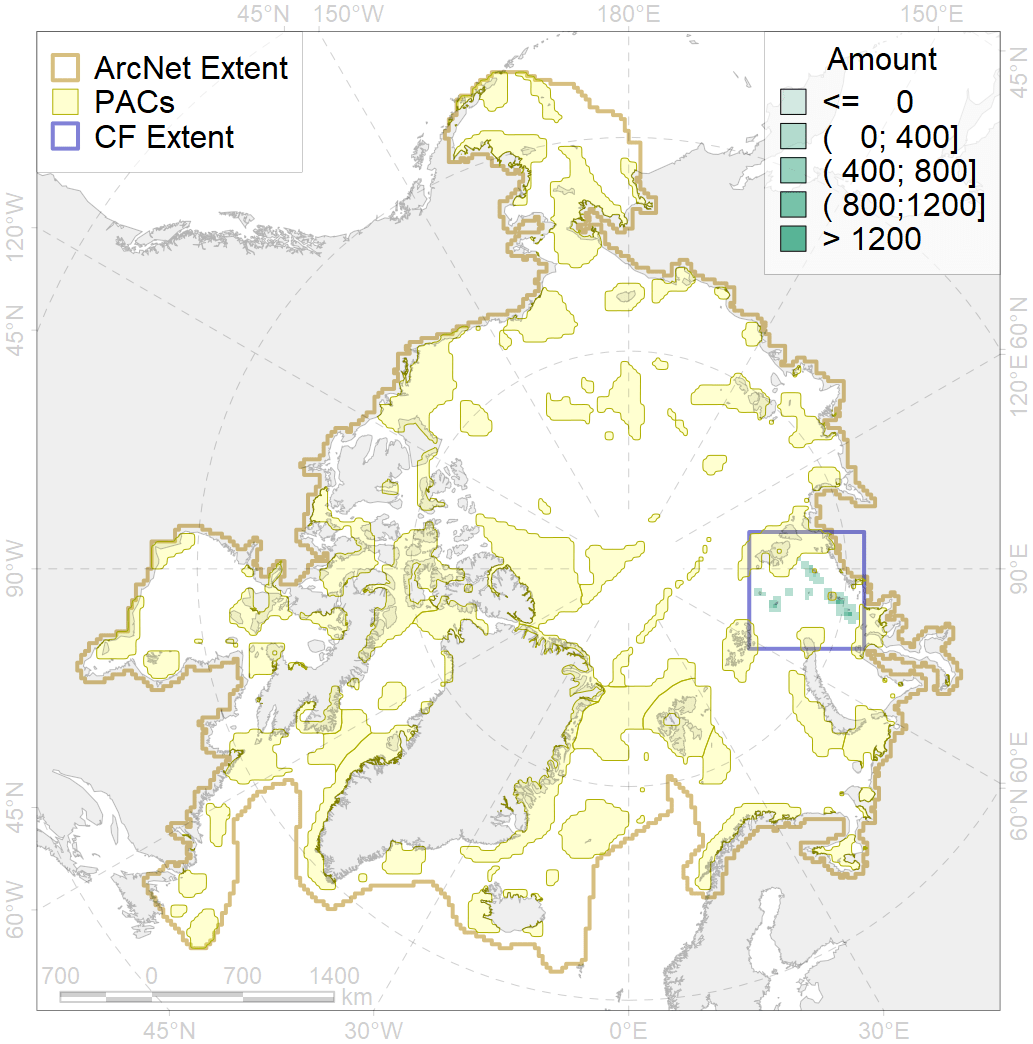 45°N 150°W 180°E 150°E
ArcNet Extent
PACs
CF Extent
Amount
<= 0
( 0; 400]
( 400; 800]
( 800;1200]
> 1200
45°N
120°W
60°N
45°N
120°E
90°W
90°E
60°E
45°N
60°N
60°W
700 0 700 1400
km
45°N 30°W 0°E 30°E